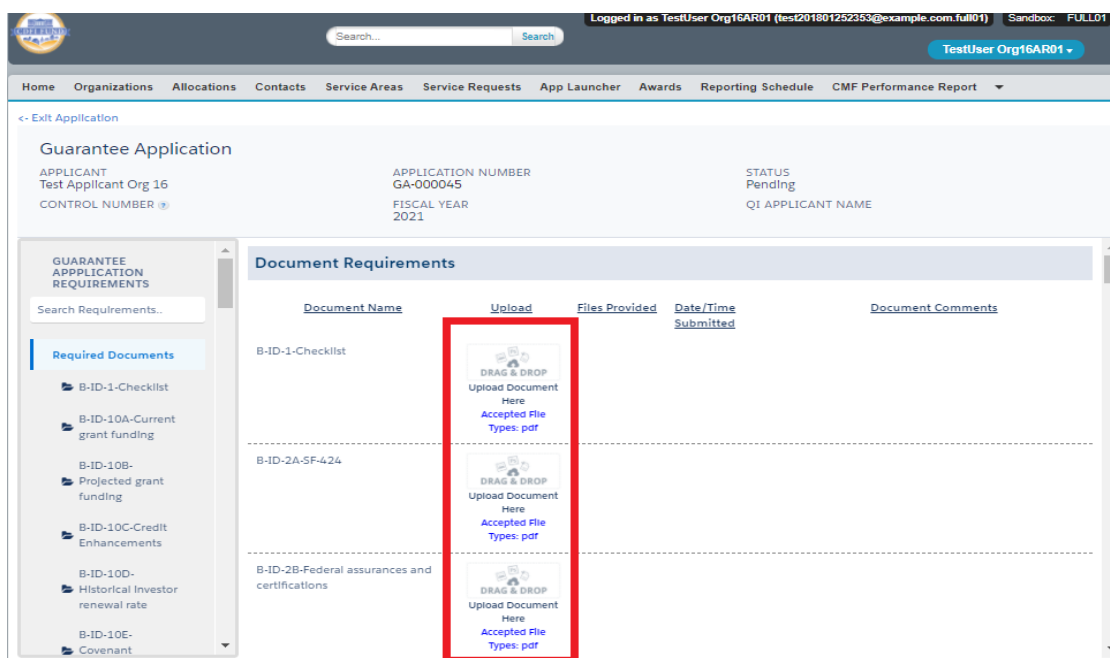 CDFI FUND
Logged in as TestUser Org16AR01 (test201801252353@example.com.full01) Sandbox: FULL01
Search... Search
TestUser Org16AR01
Home Organizations Allocations Contacts Service Areas Service Requests App Launcher Awards Reporting Schedule CMF Performance Report
<- Exit Application
Guarantee Application
APPLICANT APPLICATION NUMBER STATUS
Test Applicant Org 16 GA-000045 Pending
CONTROL NUMBER ? FISCAL YEAR QI APPLICANT NAME
2021
GUARANTEE
APPPLICATION
REQUIREMENTS
Search Requirements..
Required Documents
B-ID-1-Checklist
B-ID-10A-Current
grant funding
B-ID-10B-
Projected grant
funding
B-ID-10C-Credit
Enhancements
B-ID-10D-
Historical investor
renewal rate
B-ID-10E-
Covenant
Document Requirements
Document Name Upload Files Provided Date/Time Document Comments
Submitted
B-ID-1-Checklist
DRAG & DROP
Upload Document
Here
Accepted File
Types: pdf
B-ID-2A-SF-424
DRAG & DROP
Upload Document
Here
Accepted File
Types: pdf
B-ID-2B-Federal assurances and
certifications
DRAG & DROP
Upload Document
Here
Accepted File
Types: pdf